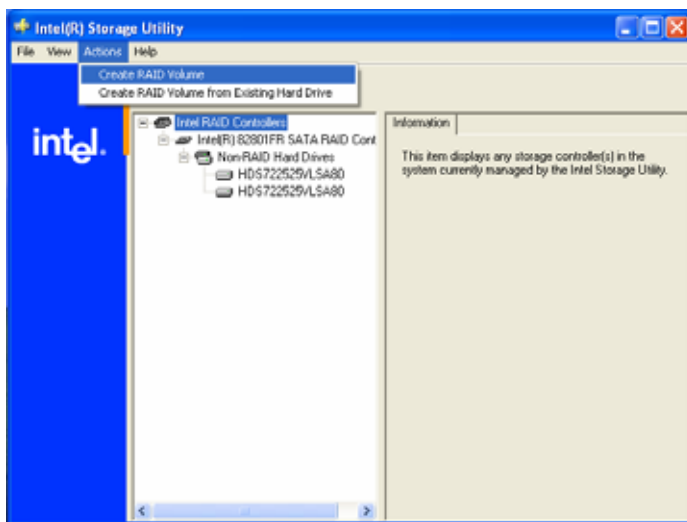 Intel(R) Storage Utility
File View Actions Help
Create RAID Volume
Create RAID Volume from Existing Hard Drive
intel.
Intel RAID Controllers
Intel(R) 82801FR SATA RAID Cont
Non-RAID Hard Drives
HDS722525VLSA80
HDS722525VLSA80
Information
This item displays any storage controller(s) in the
system currently managed by the Intel Storage Utility.